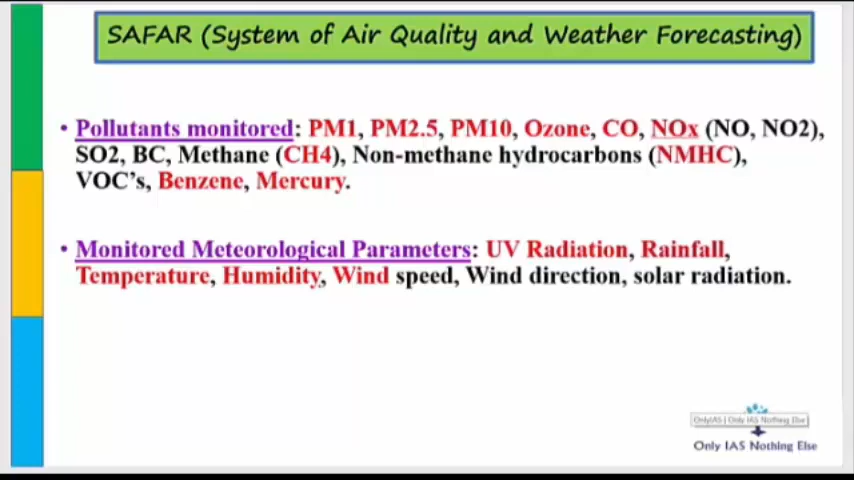 SAFAR (System of Air Quality and Weather Forecasting)
• Pollutants monitored: PM1, PM2.5, PM10, Ozone, CO, NOx (NO, NO2),
SO2, BC, Methane (CH4), Non-methane hydrocarbons (NMHC),
VOC's, Benzene, Mercury.
• Monitored Meteorological Parameters: UV Radiation, Rainfall,
Temperature, Humidity, Wind speed, Wind direction, solar radiation.
OnlyIAS | Only IAS Nothing Else
Only IAS Nothing Else